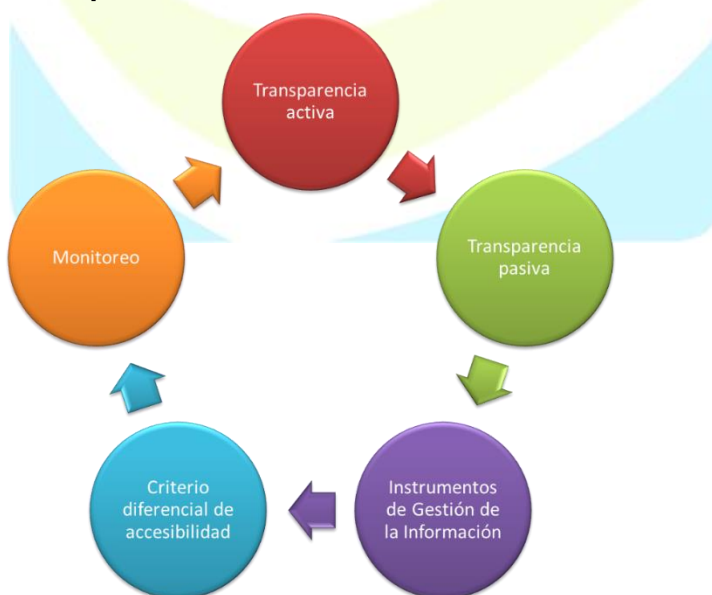 Transparencia
activa
Transparencia
pasiva
Instrumentos
de Gestión de
la Información
Criterio
diferencial de
accesibilidad
Monitoreo